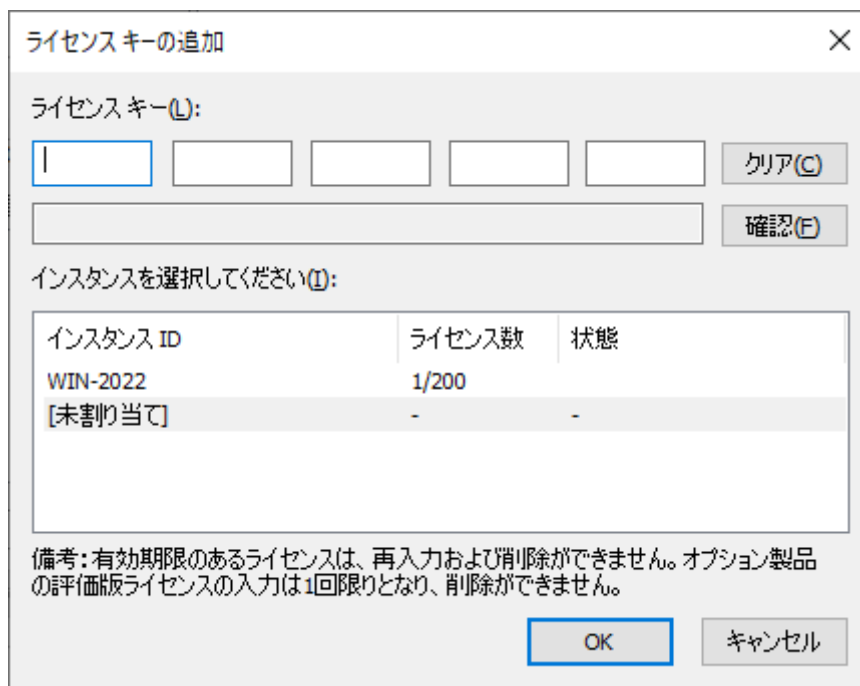 ライセンス キーの追加
ライセンス キー(L):
クリア(C)
確認(F)
インスタンスを選択してください(I):
インスタンス ID ライセンス数 状態
WIN-2022 1/200
[未割り当て] - -
備考：有効期限のあるライセンスは、再入力および削除ができません。オプション製品
の評価版ライセンスの入力は1回限りとなり、削除ができません。
OK キャンセル